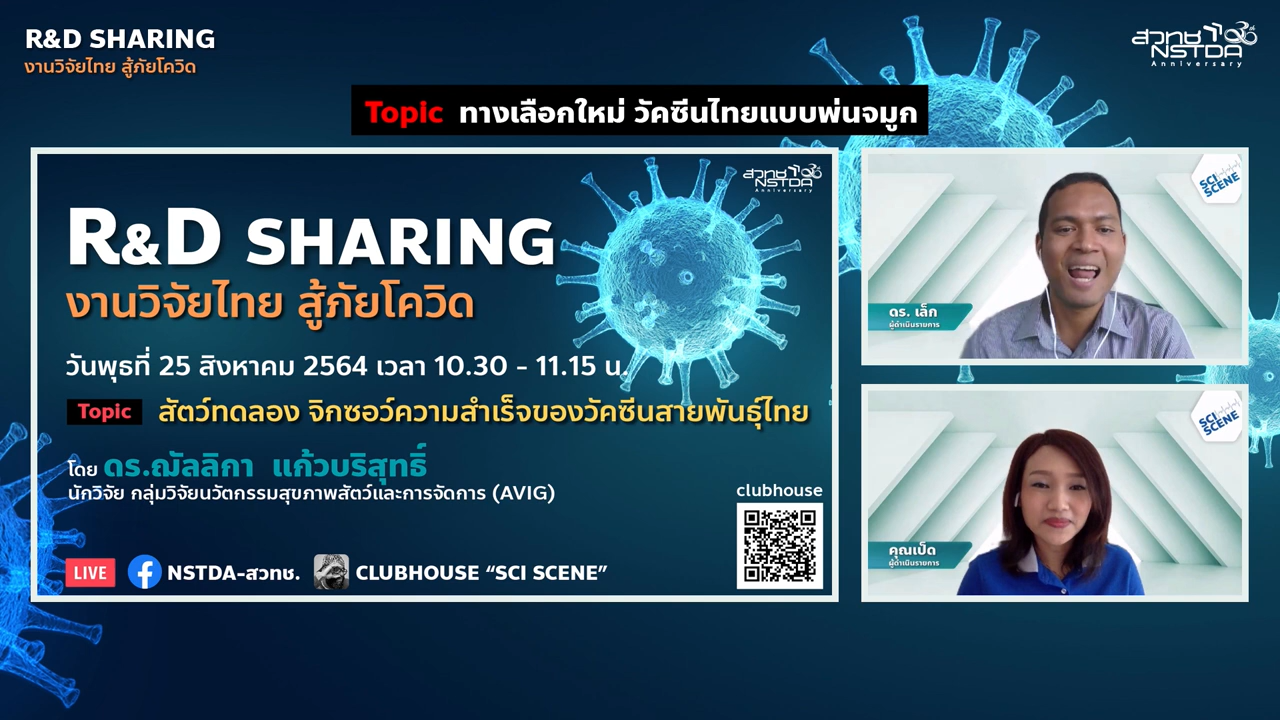 R&D SHARING
งานวิจัยไทย สู้ภัยโควิด
สวทช
NSTDA
Anniversary
Topic ทางเลือกใหม่ วัคซีนไทยแบบพ่นจมูก
สวทช
NSTDA
Anniversary
R&D SHARING
งานวิจัยไทย สู้ภัยโควิด
วันพุธที่ 25 สิงหาคม 2564 เวลา 10.30 - 11.15 น.
Topic สัตว์ทดลอง จิกซอว์ความสำเร็จของวัคซีนสายพันธุ์ไทย
โดย ดร.ฌัลลิกา แก้วบริสุทธิ์
นักวิจัย กลุ่มวิจัยนวัตกรรมสุขภาพสัตว์และการจัดการ (AVIG)
clubhouse
LIVE NSTDA-สวทช. CLUBHOUSE “SCI SCENE”
SCI
SCENE
ดร. เล็ก
ผู้ดำเนินรายการ
SCI
SCENE
คุณเป็ด
ผู้ดำเนินรายการ